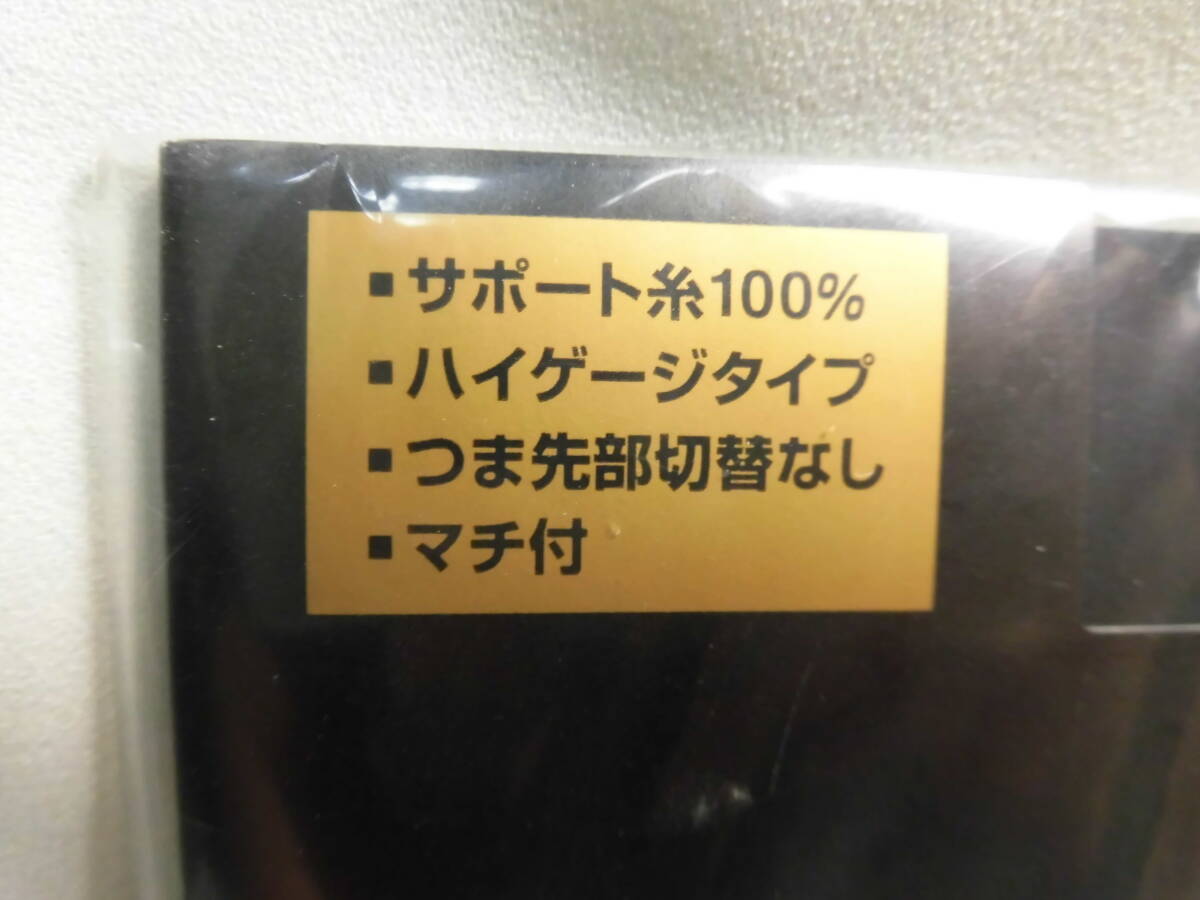 ▪サポート糸100%
▪ハイゲージタイプ
▪つま先部切替なし
▪マチ付